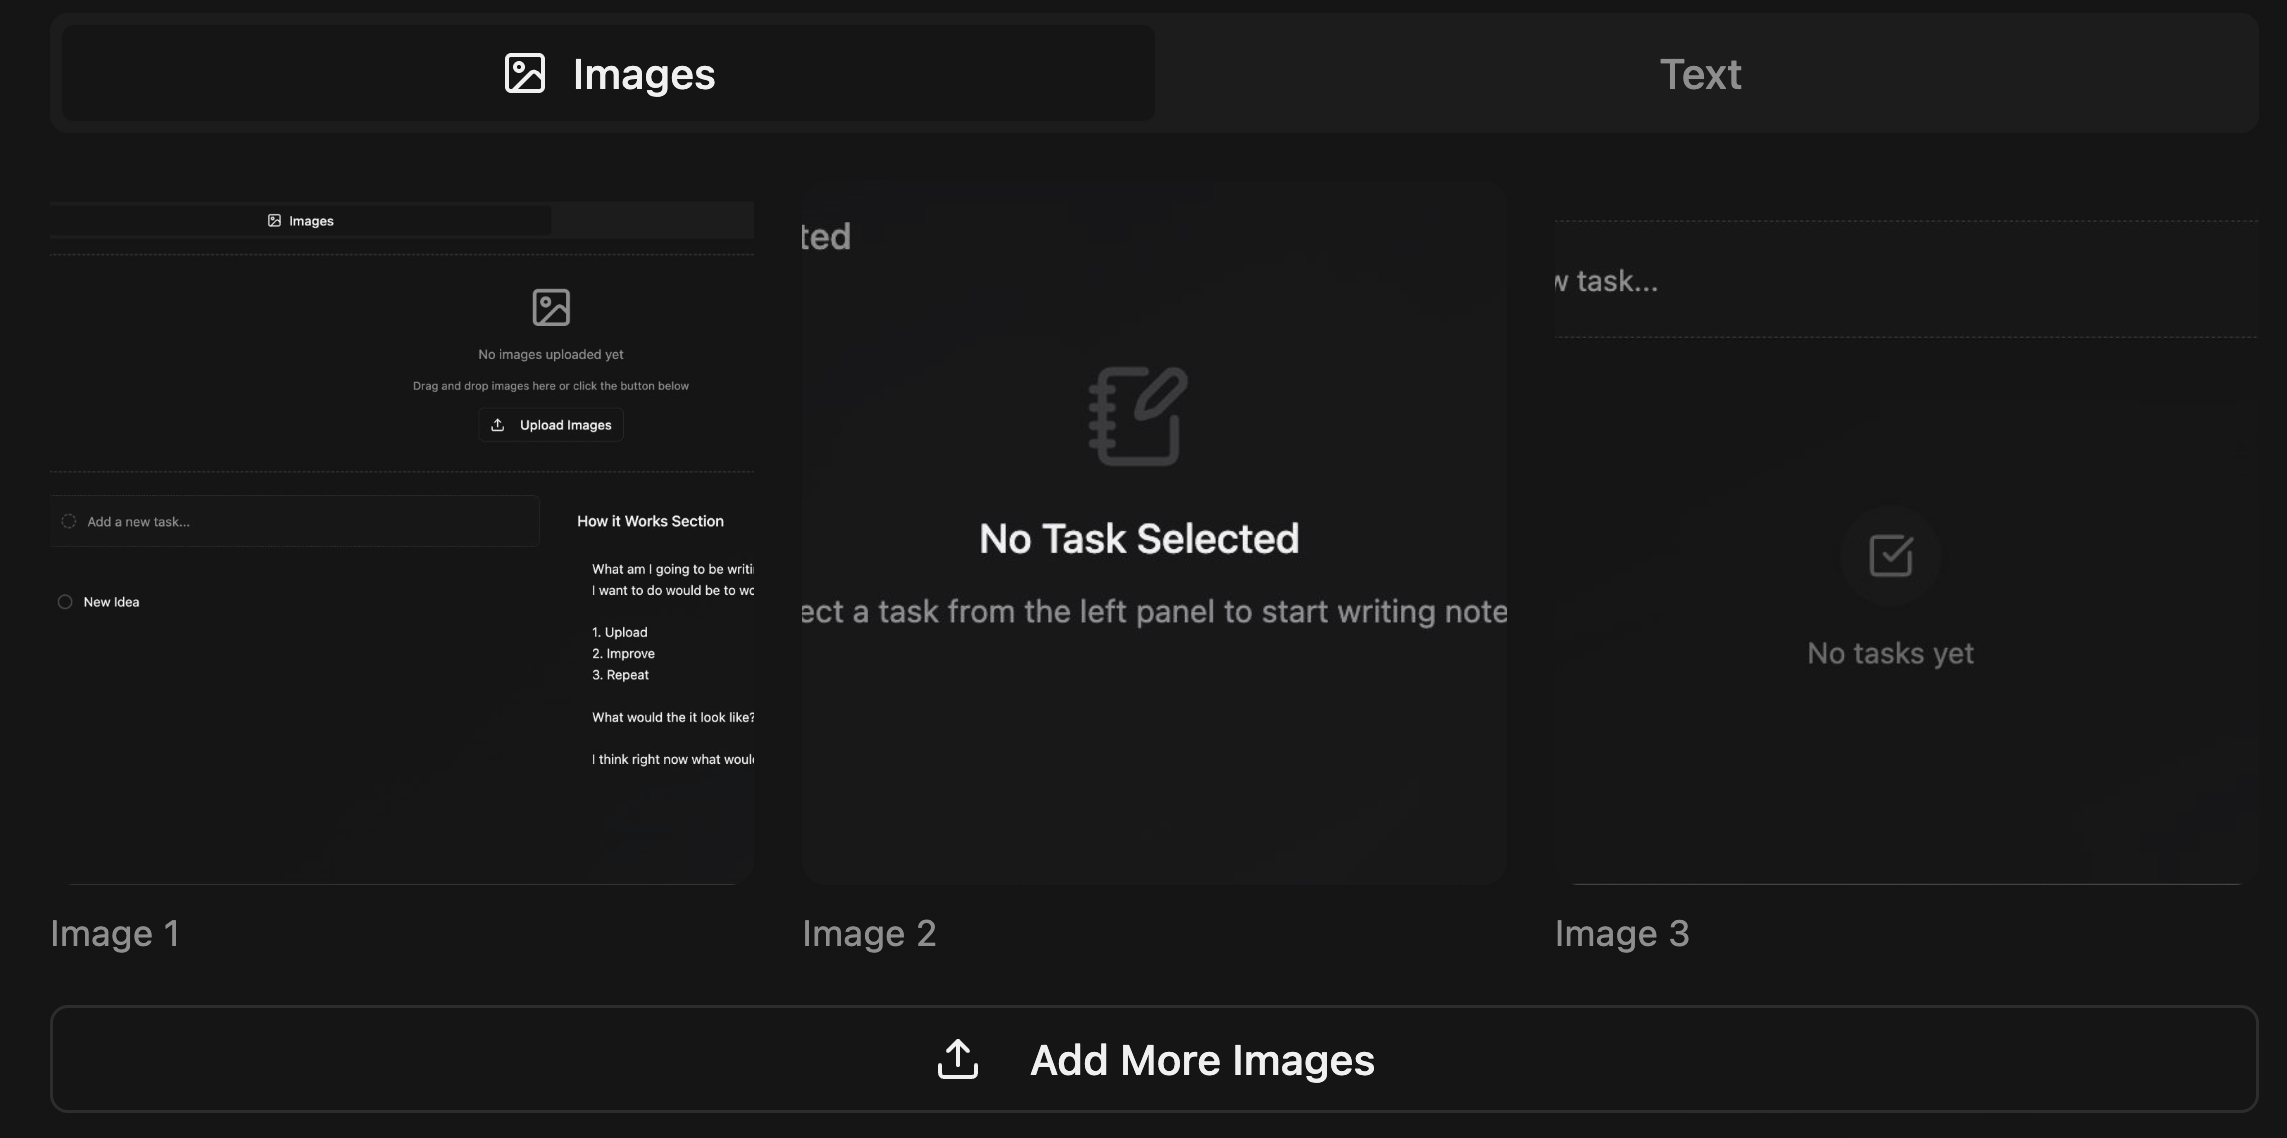 Images
Text
Images
No images uploaded yet
Drag and drop images here or click the button below
Upload Images
Add a new task...
New Idea
How it Works Section
What am I going to be writi
I want to do would be to wo
1. Upload
2. Improve
3. Repeat
What would the it look like?
I think right now what would
Image 1
ted
No Task Selected
ect a task from the left panel to start writing note
Image 2
w task...
No tasks yet
Image 3
Add More Images